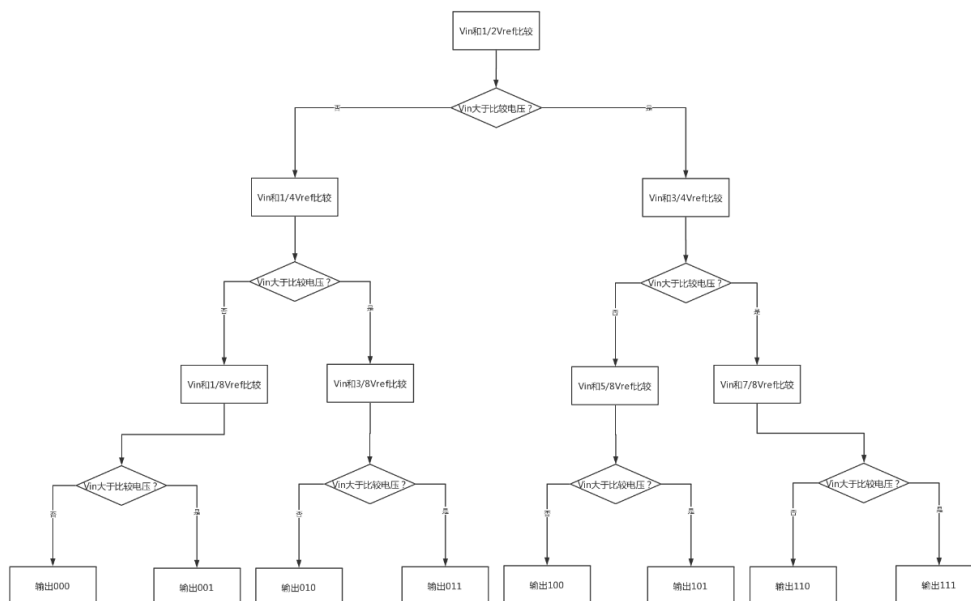 Vin和1/2Vref比较
Vin大于比较电压？
否
是
Vin和1/4Vref比较
Vin和3/4Vref比较
Vin大于比较电压？
Vin大于比较电压？
否
是
否
是
Vin和1/8Vref比较
Vin和3/8Vref比较
Vin和5/8Vref比较
Vin和7/8Vref比较
Vin大于比较电压？
Vin大于比较电压？
Vin大于比较电压？
Vin大于比较电压？
否
是
否
是
否
是
否
是
输出000
输出001
输出010
输出011
输出100
输出101
输出110
输出111